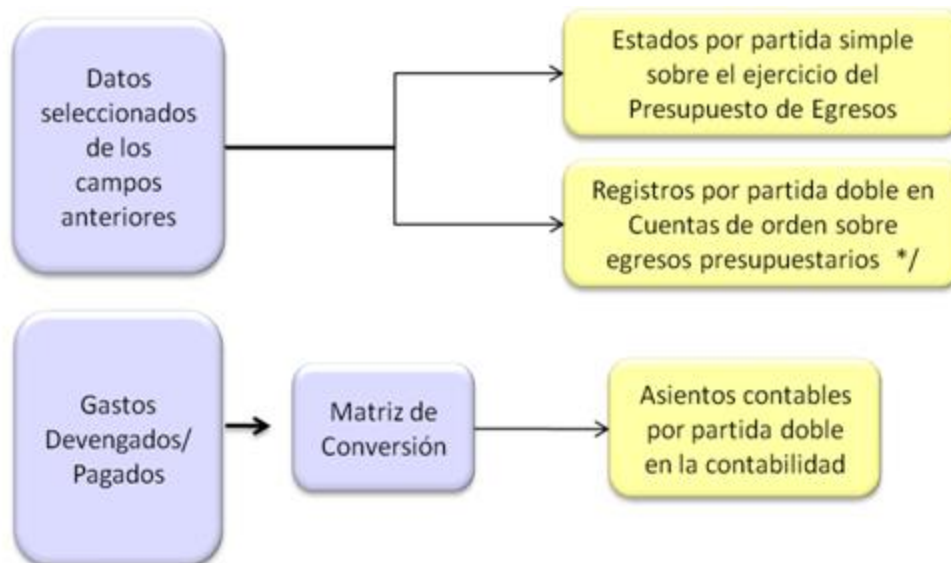 Datos
seleccionados
de los
campos
anteriores
Estados por partida simple
sobre el ejercicio del
Presupuesto de Egresos
Registros por partida doble en
Cuentas de orden sobre
egresos presupuestarios */
Gastos
Devengados/
Pagados
Matriz de
Conversión
Asientos contables
por partida doble
en la contabilidad